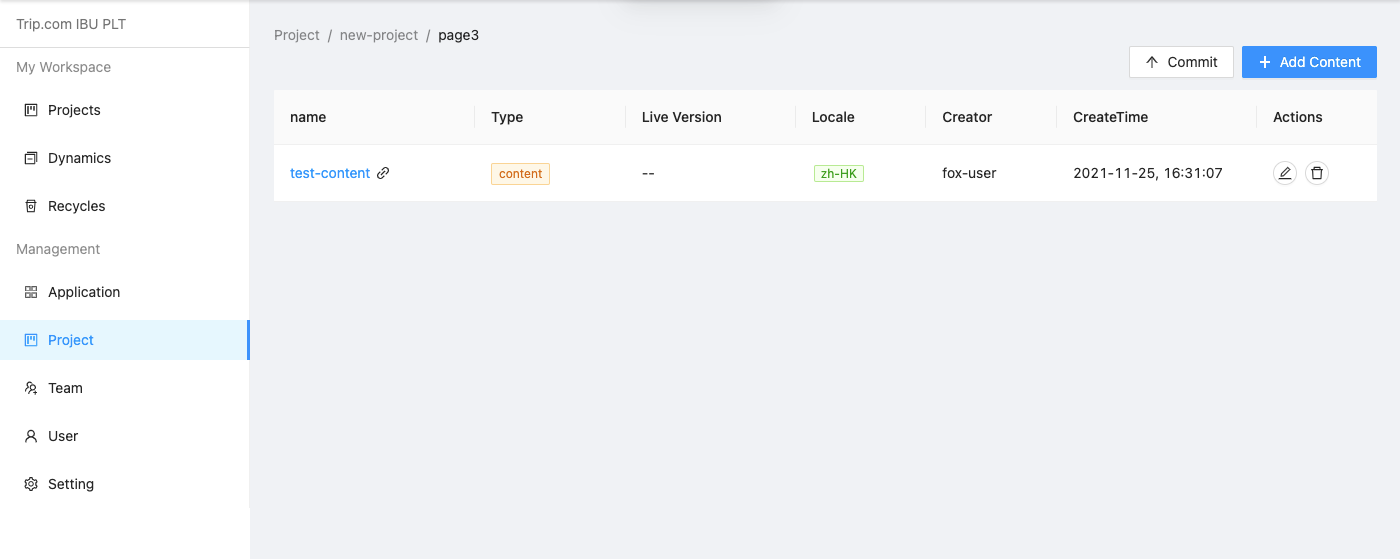 Trip.com IBU PLT
My Workspace
Projects
Dynamics
Recycles
Management
Application
Project
Team
User
Setting
Project / new-project / page3
Commit
Add Content
name Type Live Version Locale Creator CreateTime Actions
test-content content -- zh-HK fox-user 2021-11-25, 16:31:07